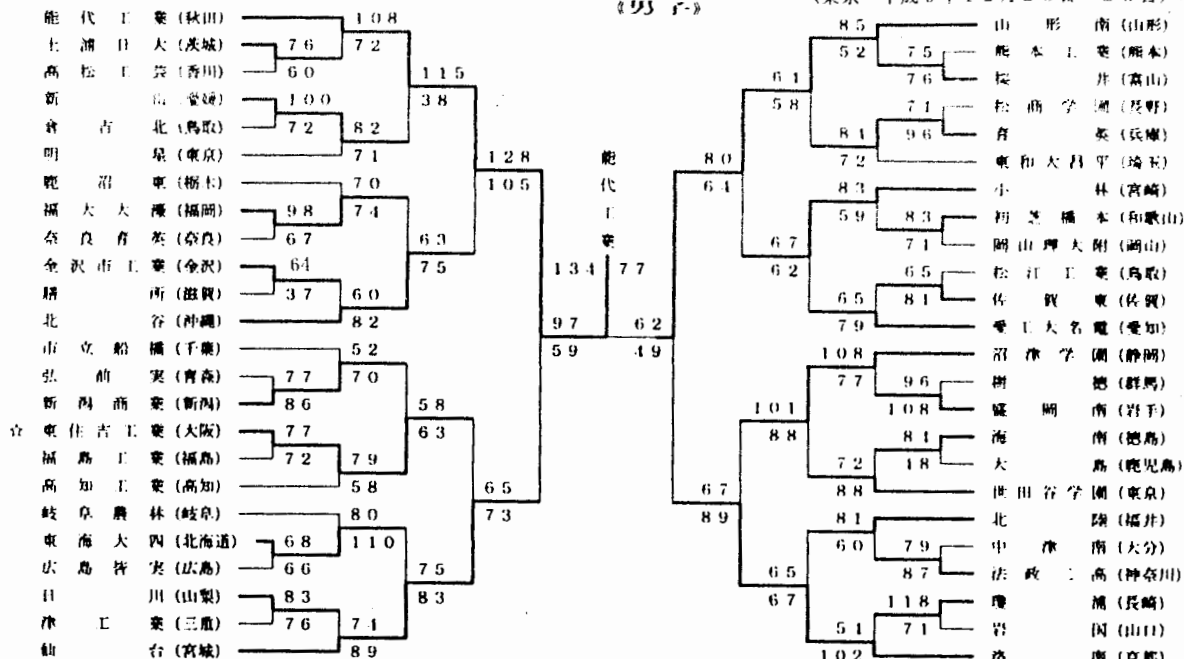 《男子》
能代工業(秋田)
土浦日大(茨城)
高松工芸(香川)
新 (愛媛)
倉吉北(鳥取)
明星(東京)
鹿沼東(栃木)
福大大濠(福岡)
奈良育英(奈良)
金沢市工業(金沢)
膳所(滋賀)
北谷(沖縄)
市立船橋(千葉)
弘前実(青森)
新潟商業(新潟)
☆ 東住吉工業(大阪)
福島工業(福島)
高知工業(高知)
岐阜農林(岐阜)
東海大四(北海道)
広島皆実(広島)
日川(山梨)
津工業(三重)
仙台(宮城)
108
72
76
60
100
72
82
71
115
38
70
74
98
67
64
37
60
82
63
75
128
105
52
70
77
86
77
72
79
58
58
63
80
110
68
66
83
76
74
89
75
83
65
73
97
59
134 77
能代工業
62
49
80
64
67
89
61
58
67
62
101
88
65
67
85
52
75
76
71
96
84
72
83
59
83
71
65
81
65
79
108
77
96
108
84
48
72
88
81
60
79
87
118
71
54
102
山形南(山形)
熊本工業(熊本)
桜井(富山)
松商学園(長野)
育英(兵庫)
東和大昌平(埼玉)
小林(宮崎)
初芝橋本(和歌山)
岡山理大附(岡山)
松江工業(鳥取)
佐賀東(佐賀)
愛工大名電(愛知)
沼津学園(静岡)
樹徳(群馬)
盛岡南(岩手)
海南(徳島)
大島(鹿児島)
世田谷学園(東京)
北陸(福井)
中津南(大分)
法政二高(神奈川)
瓊浦(長崎)
岩国(山口)
洛南(京都)